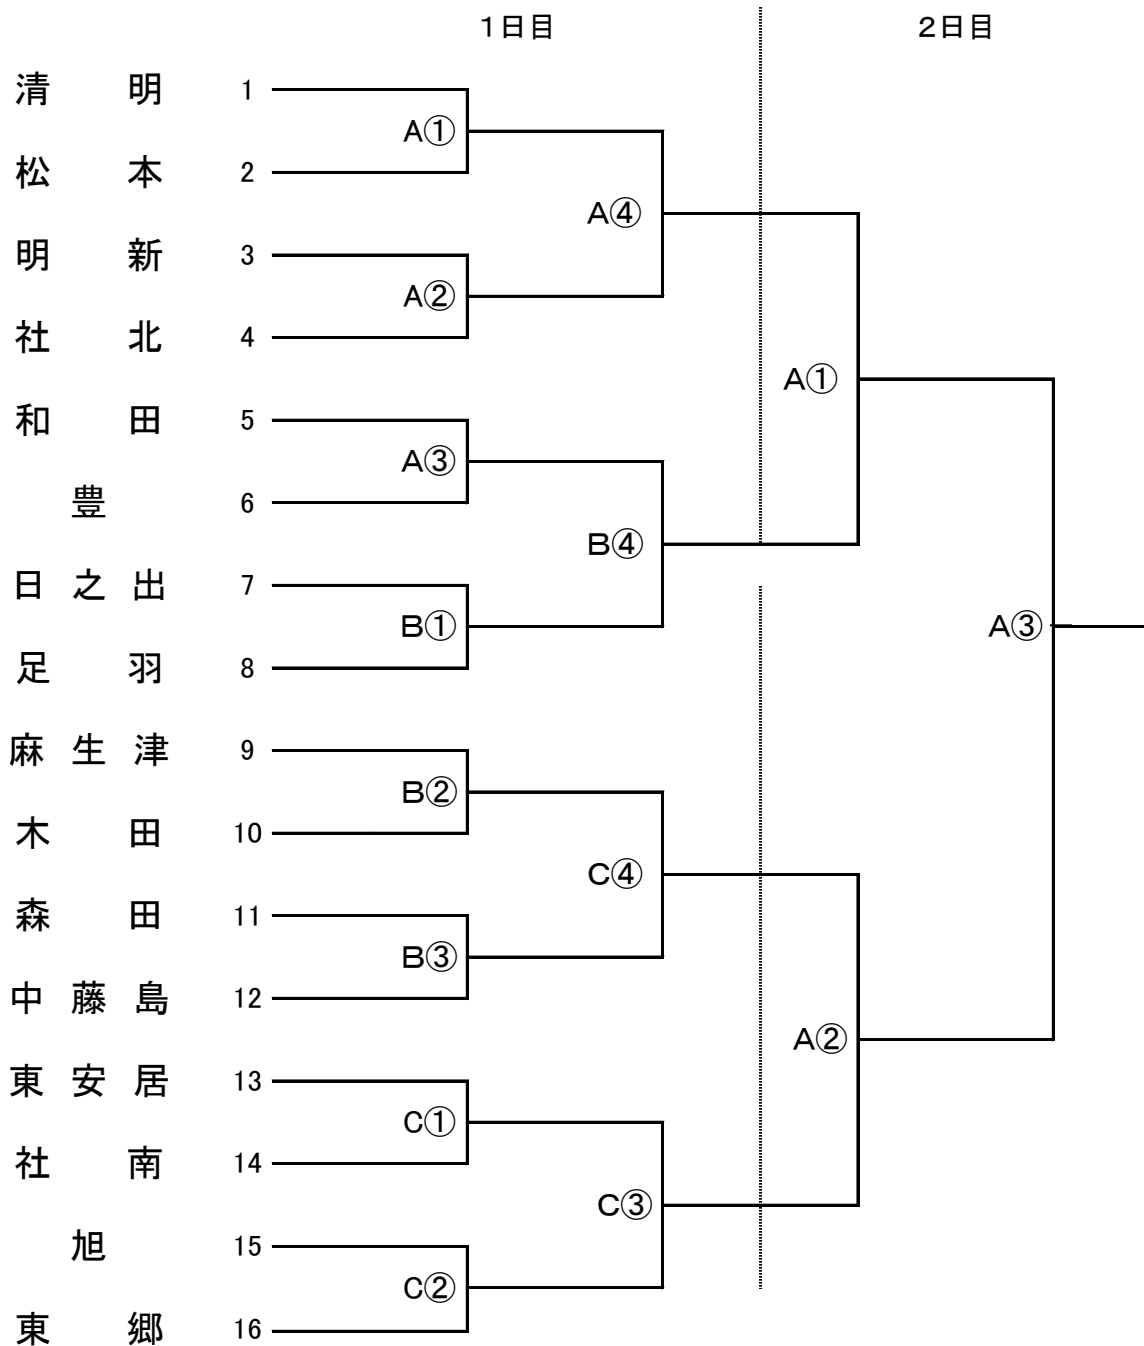 1日目 2日目
清明 1
A①
松本 2
A④
明新 3
A②
社北 4
A①
和田 5
A③
豊 6
B④
日之出 7
B①
A③
足羽 8
麻生津 9
B②
木田 10
C④
森田 11
B③
中藤島 12
A②
東安居 13
C①
社南 14
C③
旭 15
C②
東郷 16